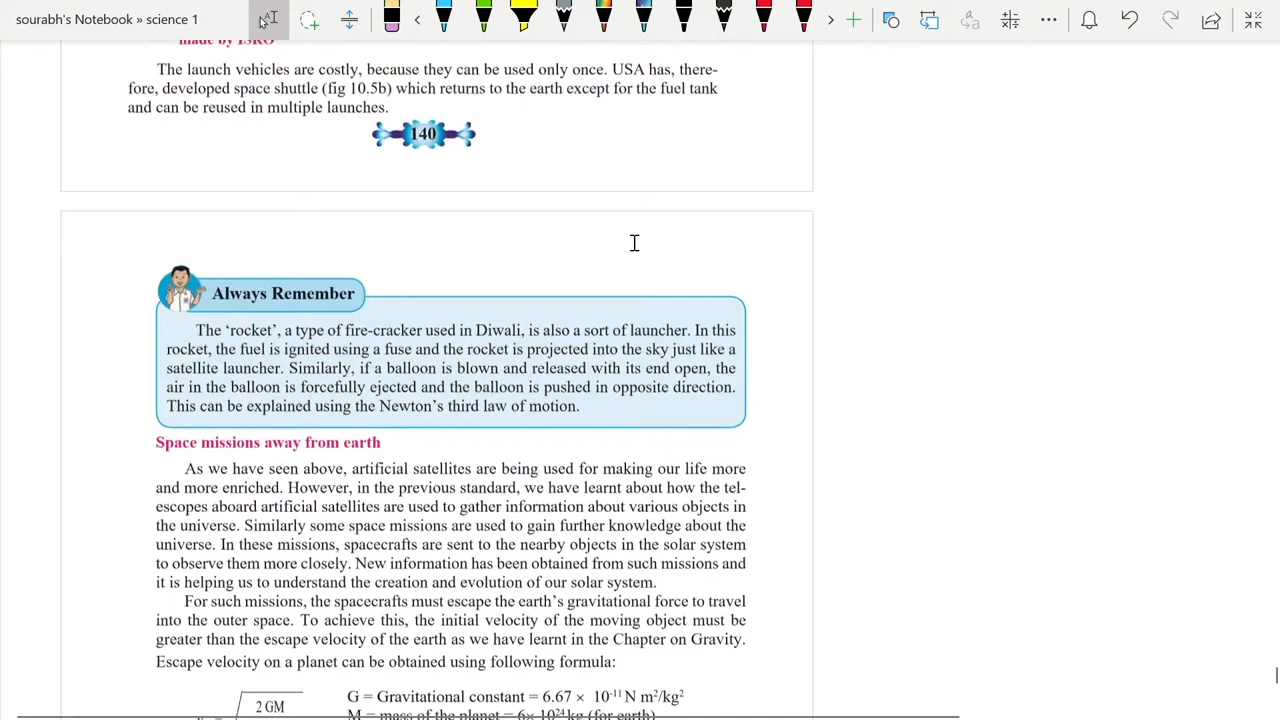 sourabh's Notebook » science 1
made by ISRO
The launch vehicles are costly, because they can be used only once. USA has, there-
fore, developed space shuttle (fig 10.5b) which returns to the earth except for the fuel tank
and can be reused in multiple launches.
140
Always Remember
The ‘rocket’, a type of fire-cracker used in Diwali, is also a sort of launcher. In this
rocket, the fuel is ignited using a fuse and the rocket is projected into the sky just like a
satellite launcher. Similarly, if a balloon is blown and released with its end open, the
air in the balloon is forcefully ejected and the balloon is pushed in opposite direction.
This can be explained using the Newton’s third law of motion.
Space missions away from earth
As we have seen above, artificial satellites are being used for making our life more
and more enriched. However, in the previous standard, we have learnt about how the tel-
escopes aboard artificial satellites are used to gather information about various objects in
the universe. Similarly some space missions are used to gain further knowledge about the
universe. In these missions, spacecrafts are sent to the nearby objects in the solar system
to observe them more closely. New information has been obtained from such missions and
it is helping us to understand the creation and evolution of our solar system.
For such missions, the spacecrafts must escape the earth’s gravitational force to travel
into the outer space. To achieve this, the initial velocity of the moving object must be
greater than the escape velocity of the earth as we have learnt in the Chapter on Gravity.
Escape velocity on a planet can be obtained using following formula:
G = Gravitational constant = 6.67 × 10⁻¹¹ N m²/kg²
2 GM
M = mass of the planet = 6× 10²⁴ kg (for earth)